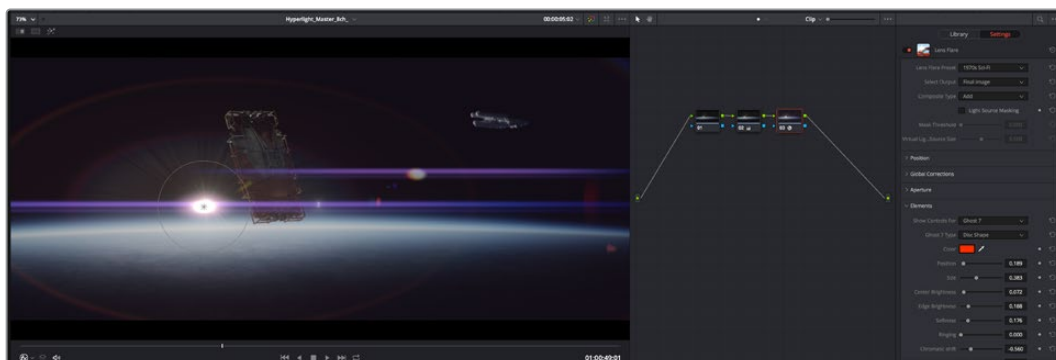 73%
Hyperlight_Master_8ch_
00:00:05:02
Clip
Library
Settings
Lens Flare
Lens Flare Preset
1970s Sci-Fi
Select Output
Final Image
Composite Type
Add
Light Source Masking
Position
Global Corrections
Aperture
Elements
Show Controls For
Ghost 7
Ghost 7 Type
Disc Shape
Color
Position
0.189
Size
0.283
Center Brightness
0.072
Edge Brightness
0.188
Softness
0.176
Ringing
0.000
Chromatic Shift
-0.560
01
01:00:49:01